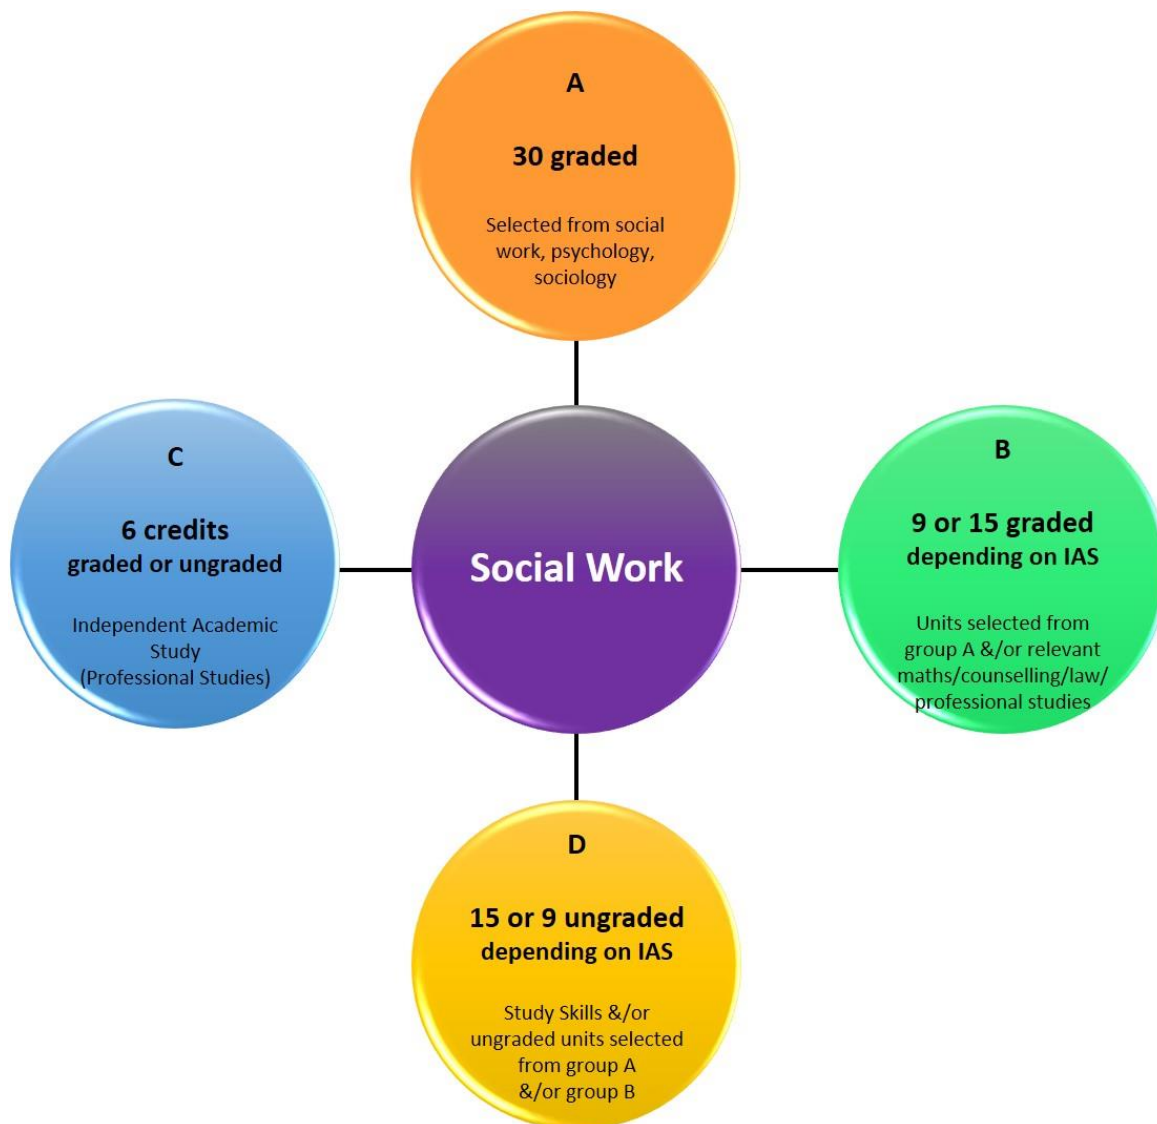 A
30 graded
Selected from social
work, psychology,
sociology
C
6 credits
graded or ungraded
Independent Academic
Study
(Professional Studies)
Social Work
B
9 or 15 graded
depending on IAS
Units selected from
group A &/or relevant
maths/counselling/law/
professional studies
D
15 or 9 ungraded
depending on IAS
Study Skills &/or
ungraded units selected
from group A
&/or group B